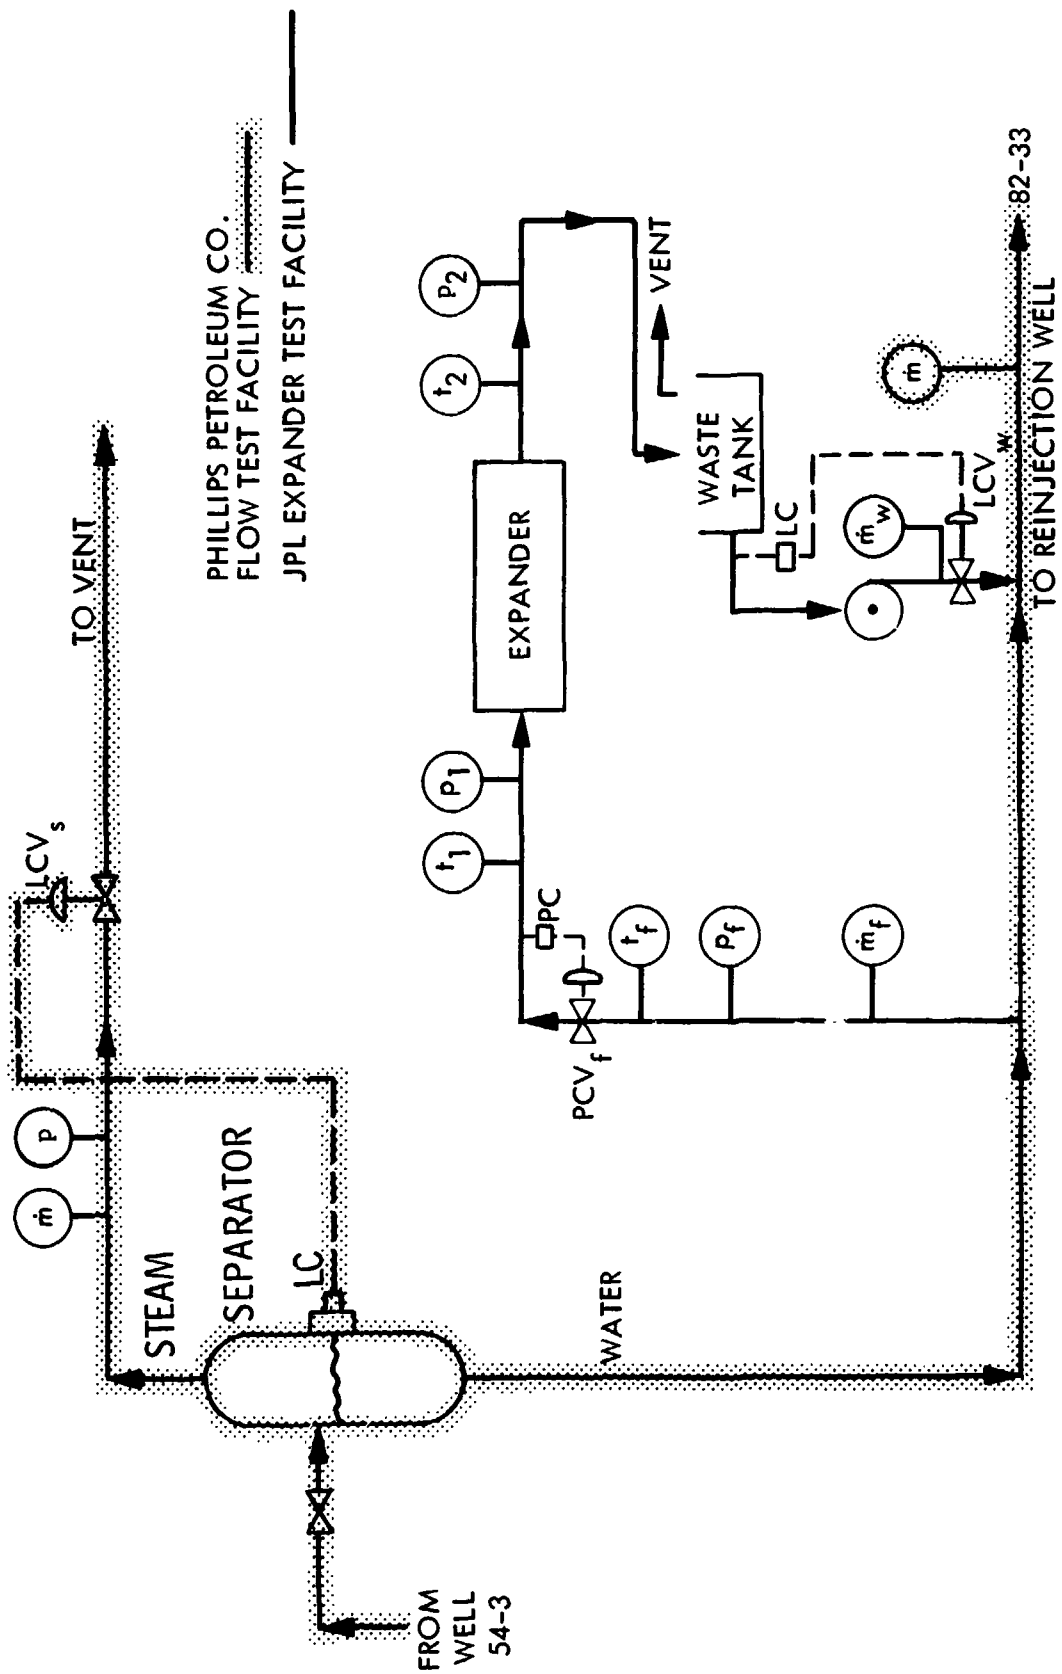 ṁ
p
LCVs
TO VENT
STEAM
SEPARATOR
LC
PHILLIPS PETROLEUM CO.
FLOW TEST FACILITY
JPL EXPANDER TEST FACILITY
FROM
WELL
54-3
WATER
PCVf
PC
tf
pf
ṁf
t1
p1
EXPANDER
t2
p2
WASTE
TANK
VENT
LC
ṁw
LCVw
ṁ
TO REINJECTION WELL
82-33